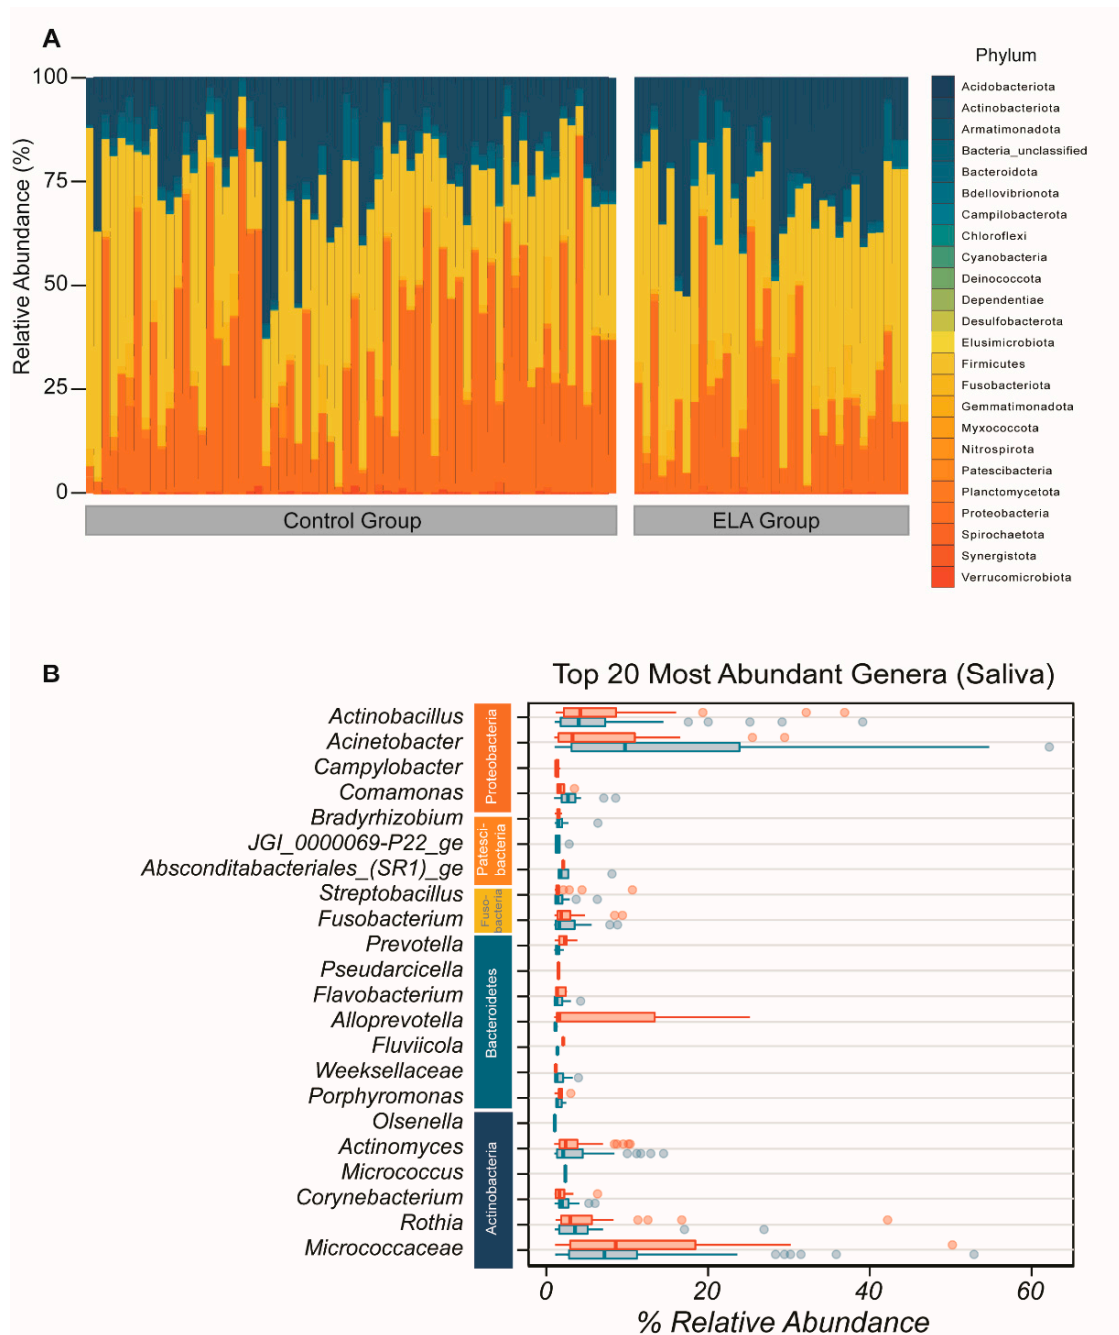 A
Phylum
100
75
50
25
0
Relative Abundance (%)
Control Group
ELA Group
Acidobacteriota
Actinobacteriota
Armatimonadota
Bacteria_unclassified
Bacteroidota
Bdellovibrionota
Campilobacterota
Chloroflexi
Cyanobacteria
Deinococcota
Dependentiae
Desulfobacterota
Elusimicrobiota
Firmicutes
Fusobacteriota
Gemmatimonadota
Myxococcota
Nitrospirota
Patescibacteria
Planctomycetota
Proteobacteria
Spirochaetota
Synergistota
Verrucomicrobiota
B
Top 20 Most Abundant Genera (Saliva)
Actinobacillus
Acinetobacter
Campylobacter
Comamonas
Bradyrhizobium
JGI_0000069-P22_ge
Absconditabacteriales_(SR1)_ge
Streptobacillus
Fusobacterium
Prevotella
Pseudarcicella
Flavobacterium
Alloprevotella
Fluviicola
Weeksellaceae
Porphyromonas
Olsenella
Actinomyces
Micrococcus
Corynebacterium
Rothia
Micrococcaceae
Proteobacteria
Patesci-
bacteria
Fuso-
bacteria
Bacteroidetes
Actinobacteria
0
20
40
60
% Relative Abundance